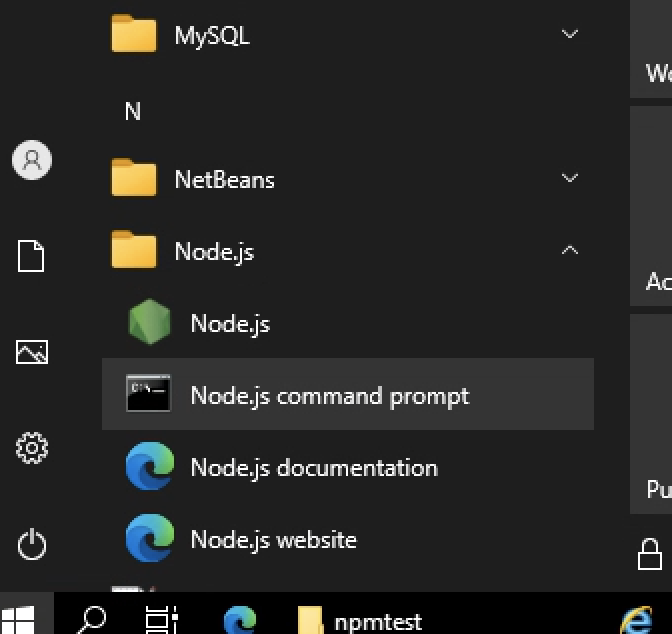 MySQL
N
NetBeans
Node.js
Node.js
Node.js command prompt
Node.js documentation
Node.js website
npmtest